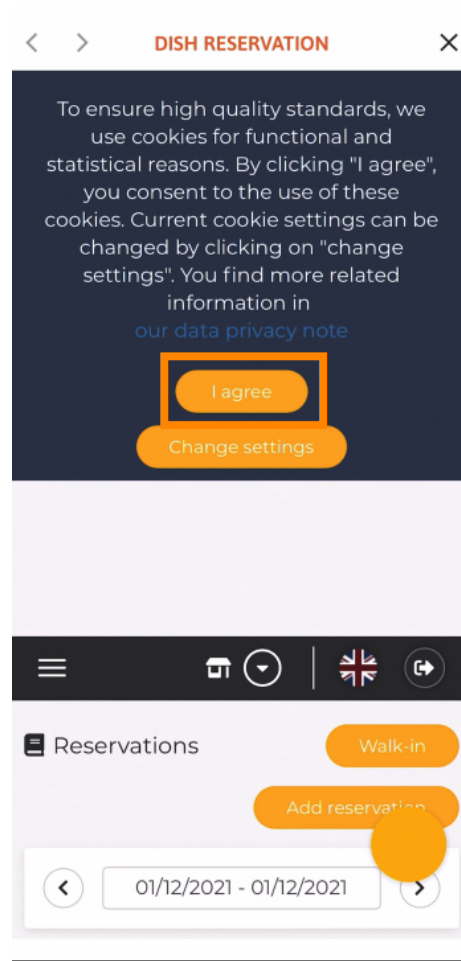 DISH RESERVATION
To ensure high quality standards, we
use cookies for functional and
statistical reasons. By clicking "I agree",
you consent to the use of these
cookies. Current cookie settings can be
changed by clicking on "change
settings". You find more related
information in
our data privacy note
I agree
Change settings
Reservations
Walk-in
Add reservation
01/12/2021 - 01/12/2021